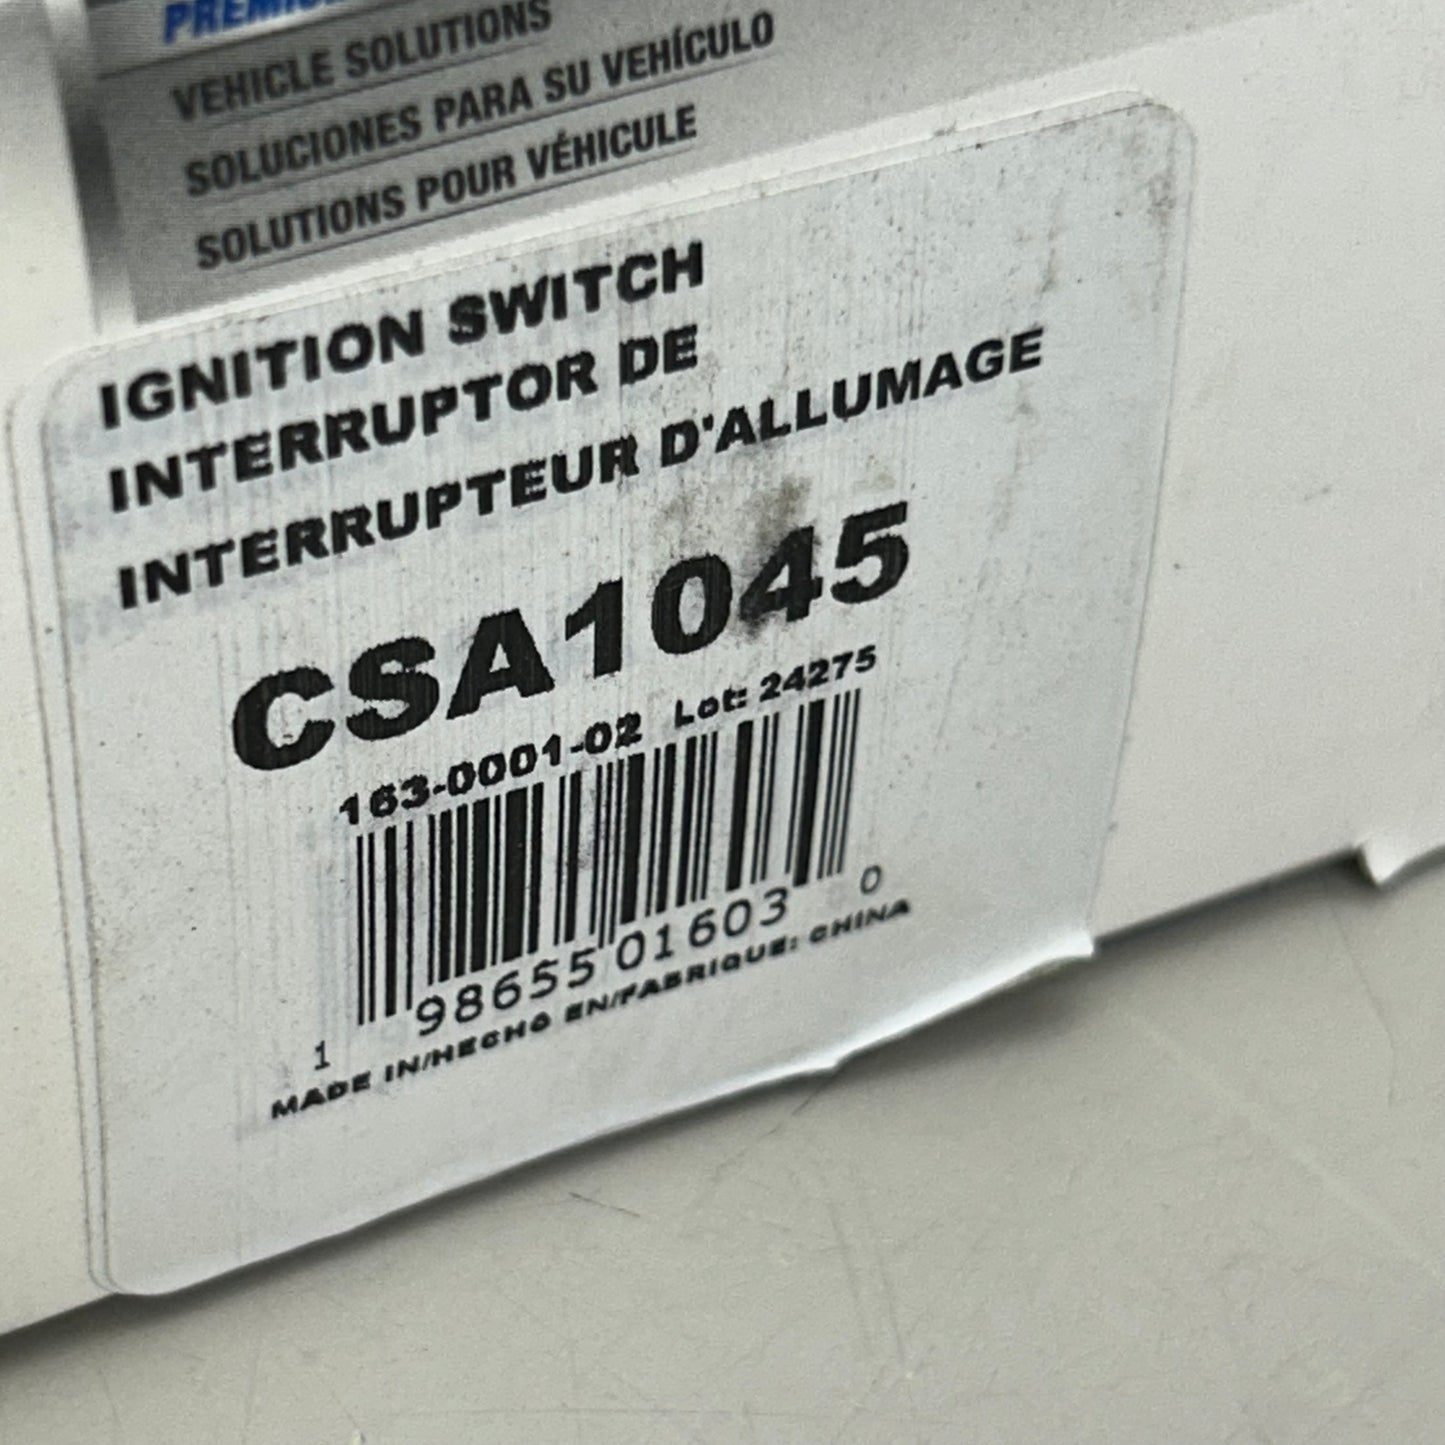 VEHICLE SOLUTIONS
SOLUCIONES PARA SU VEHÍCULO
SOLUTIONS POUR VÉHICULE
IGNITION SWITCH
INTERRUPTOR DE
INTERRUPTEUR D'ALLUMAGE
CSA1045
163-0001-02 Lot: 24275
1 98655 01603 0
MADE IN/HECHO EN/FABRIQUE: CHINA